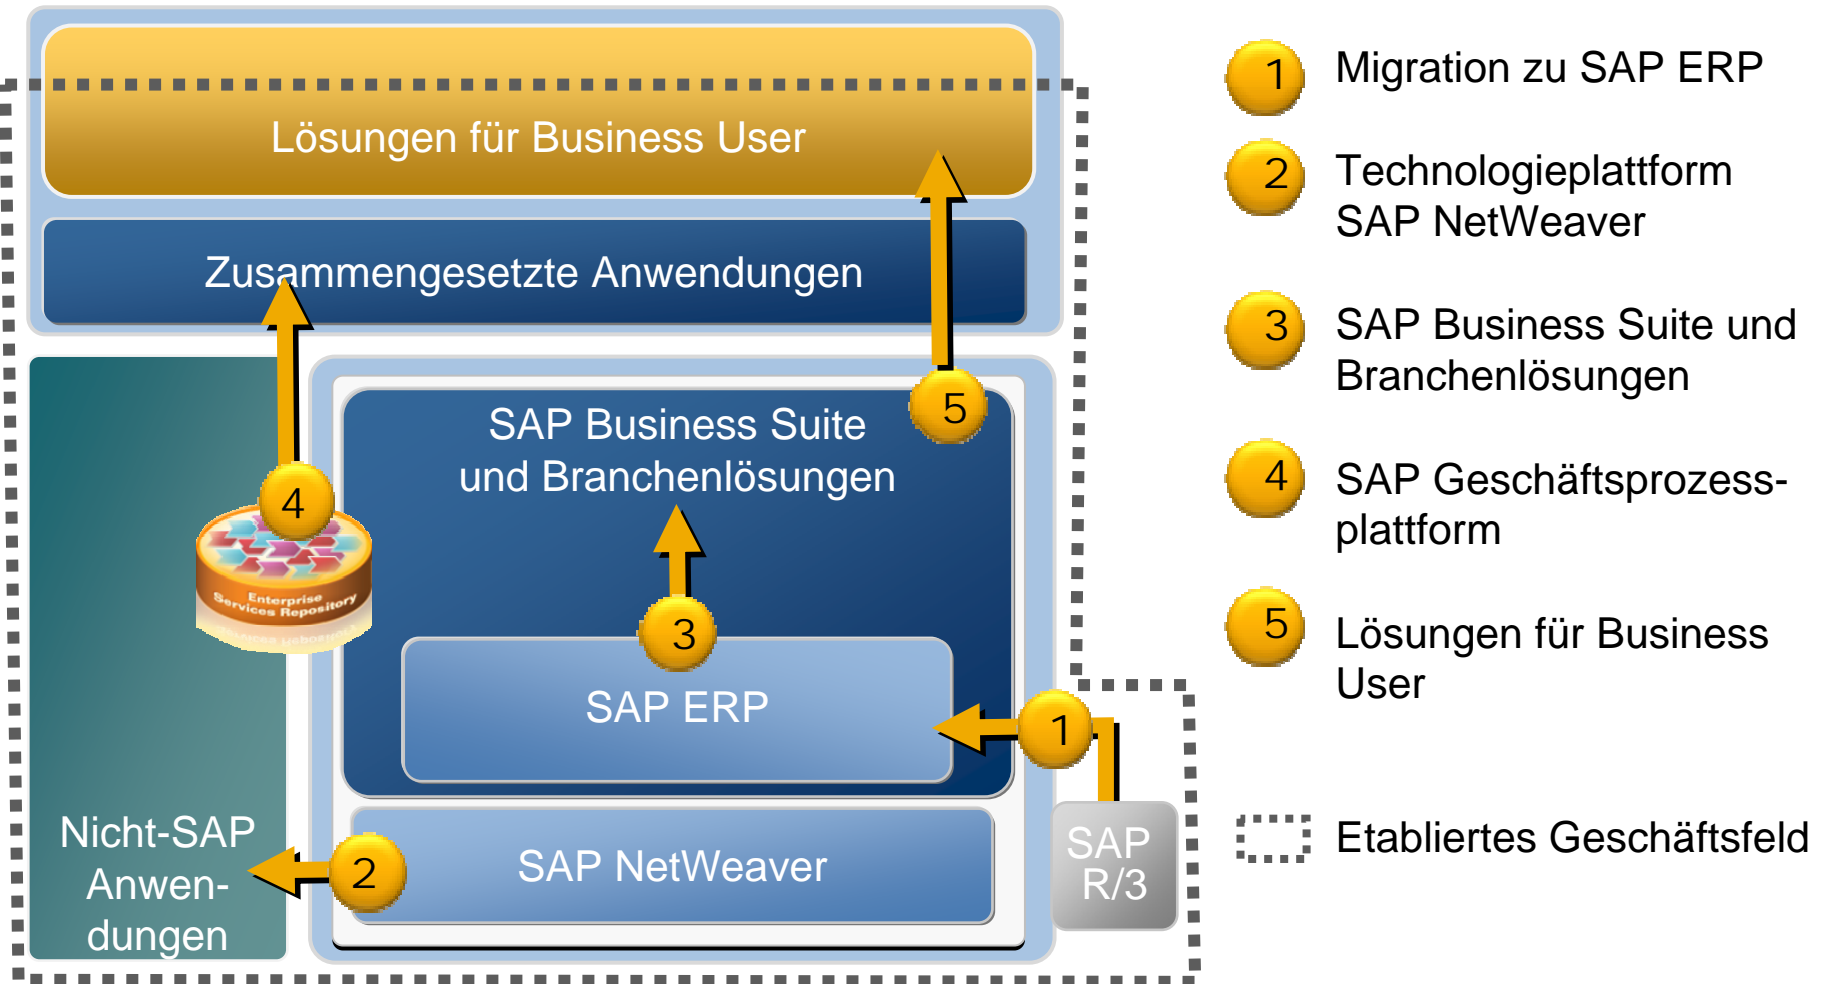 Lösungen für Business User
Zusammengesetzte Anwendungen
SAP Business Suite
und Branchenlösungen
5
4
Enterprise
Services Repository
3
SAP ERP
1
Nicht-SAP
Anwen-
dungen
2
SAP NetWeaver
SAP
R/3
1
Migration zu SAP ERP
2
Technologieplattform
SAP NetWeaver
3
SAP Business Suite und
Branchenlösungen
4
SAP Geschäftsprozess-
plattform
5
Lösungen für Business
User
Etabliertes Geschäftsfeld